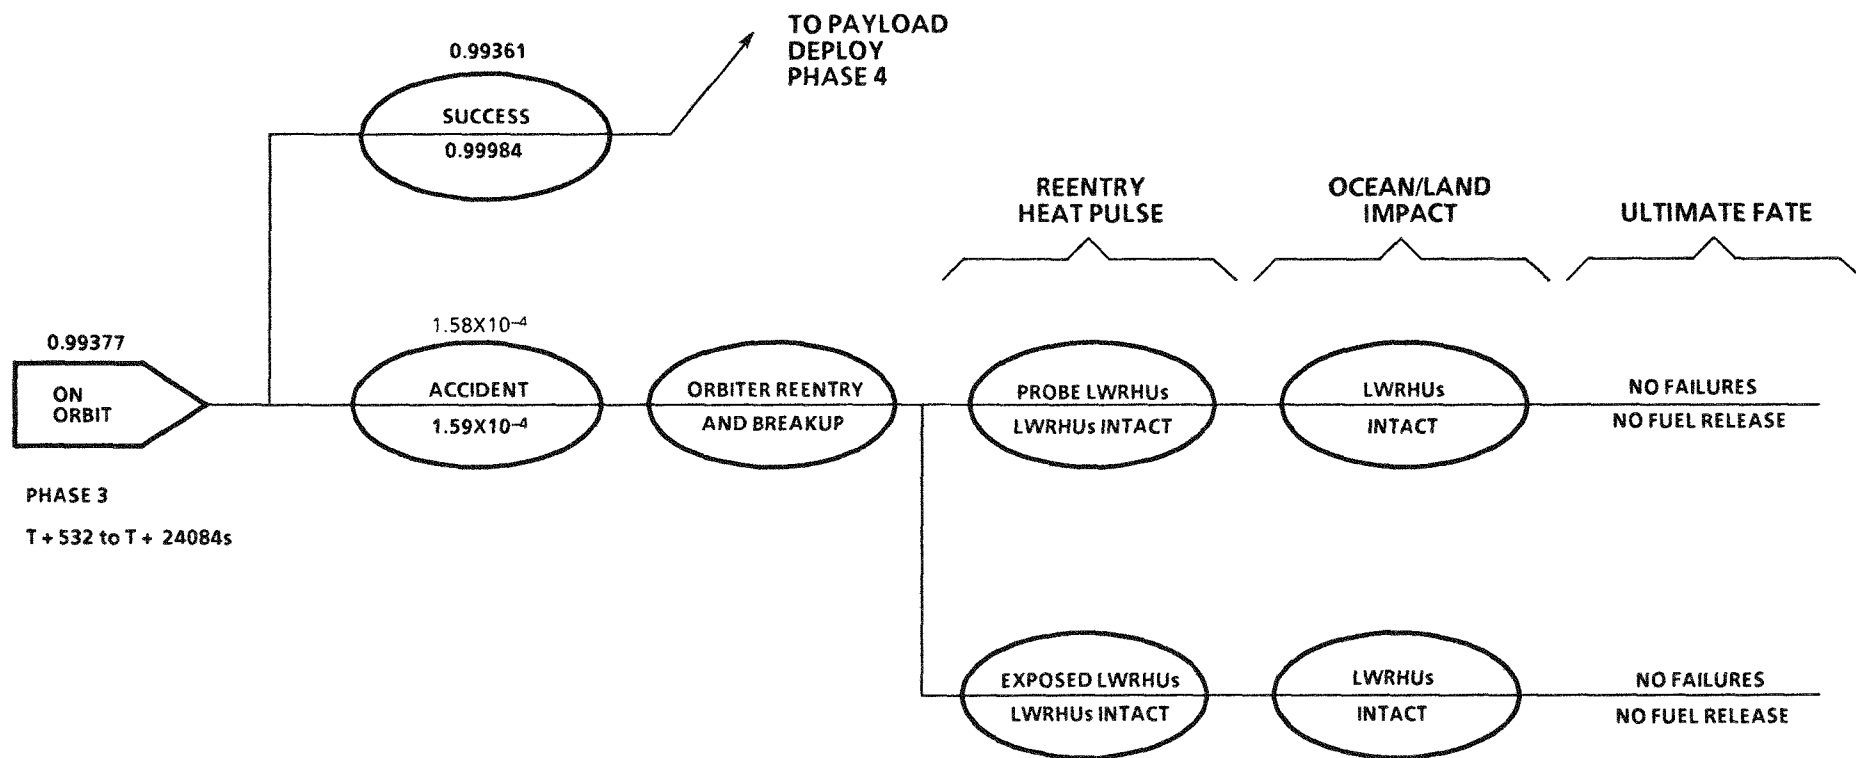 TO PAYLOAD
DEPLOY
PHASE 4
0.99361
SUCCESS
0.99984
REENTRY
HEAT PULSE
OCEAN/LAND
IMPACT
ULTIMATE FATE
0.99377
ON
ORBIT
1.58X10⁻⁴
ACCIDENT
1.59X10⁻⁴
ORBITER REENTRY
AND BREAKUP
PROBE LWRHUs
LWRHUs INTACT
LWRHUs
INTACT
NO FAILURES
NO FUEL RELEASE
PHASE 3
T + 532 to T + 24084s
EXPOSED LWRHUs
LWRHUs INTACT
LWRHUs
INTACT
NO FAILURES
NO FUEL RELEASE